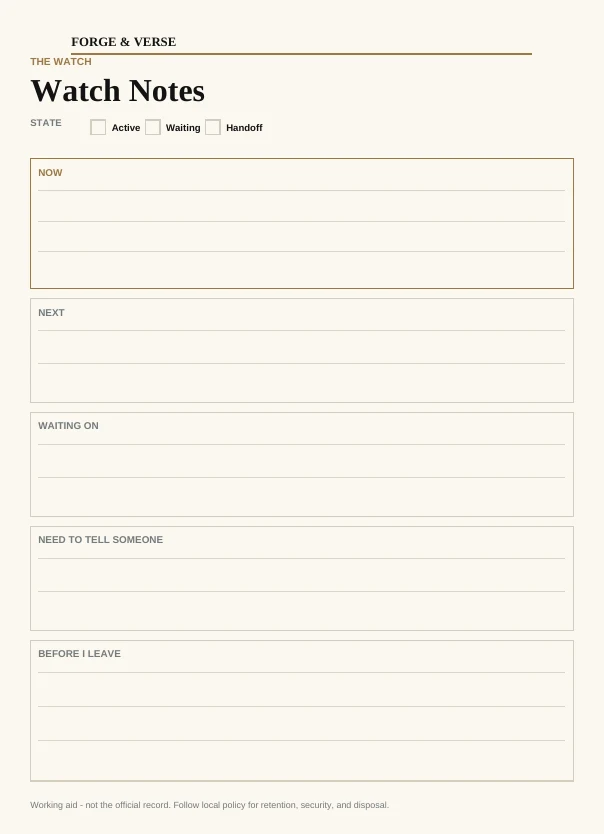 FORGE & VERSE
THE WATCH
Watch Notes
STATE Active Waiting Handoff
NOW
NEXT
WAITING ON
NEED TO TELL SOMEONE
BEFORE I LEAVE
Working aid - not the official record. Follow local policy for retention, security, and disposal.